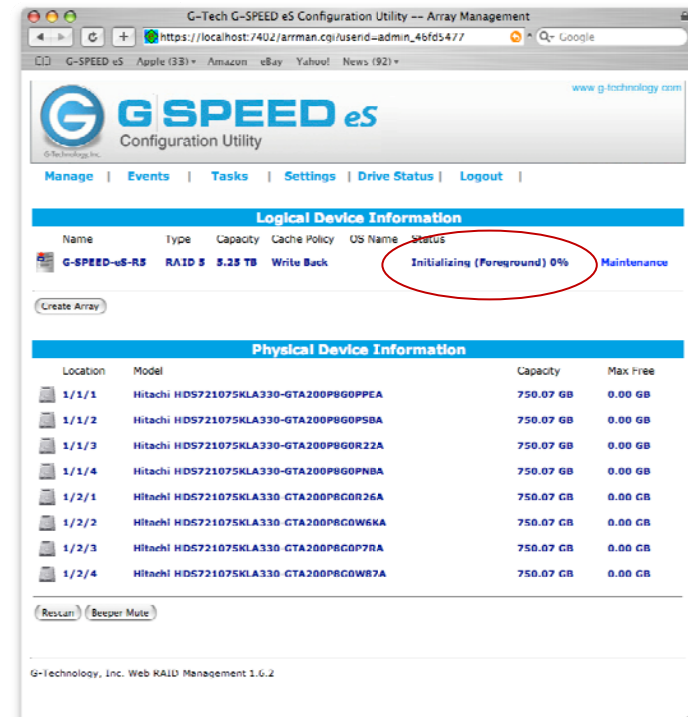 G-Tech G-SPEED eS Configuration Utility -- Array Management
https://localhost:7402/arrman.cgi?userid=admin_46fd5477 Q- Google
G-SPEED eS Apple (33) Amazon eBay Yahoo! News (92)
www.g-technology.com
G SPEED eS
Configuration Utility
G-Technology, Inc.
Manage | Events | Tasks | Settings | Drive Status | Logout |
Logical Device Information
Name Type Capacity Cache Policy OS Name Status
G-SPEED-eS-R5 RAID 5 5.25 TB Write Back Initializing (Foreground) 0% Maintenance
Create Array
Physical Device Information
Location Model Capacity Max Free
1/1/1 Hitachi HDS721075KLA330-GTA200P8G0PPEA 750.07 GB 0.00 GB
1/1/2 Hitachi HDS721075KLA330-GTA200P8G0PSBA 750.07 GB 0.00 GB
1/1/3 Hitachi HDS721075KLA330-GTA200P8G0R22A 750.07 GB 0.00 GB
1/1/4 Hitachi HDS721075KLA330-GTA200P8G0PNBA 750.07 GB 0.00 GB
1/2/1 Hitachi HDS721075KLA330-GTA200P8G0R26A 750.07 GB 0.00 GB
1/2/2 Hitachi HDS721075KLA330-GTA200P8G0W6KA 750.07 GB 0.00 GB
1/2/3 Hitachi HDS721075KLA330-GTA200P8G0P7RA 750.07 GB 0.00 GB
1/2/4 Hitachi HDS721075KLA330-GTA200P8G0W87A 750.07 GB 0.00 GB
Rescan Beeper Mute
G-Technology, Inc. Web RAID Management 1.6.2